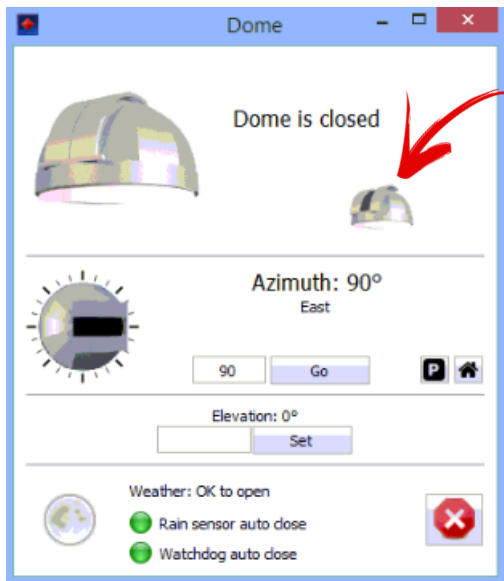 Dome
Dome is closed
Azimuth: 90°
East
90
Go
P
Elevation: 0°
Set
Weather: OK to open
Rain sensor auto close
Watchdog auto close